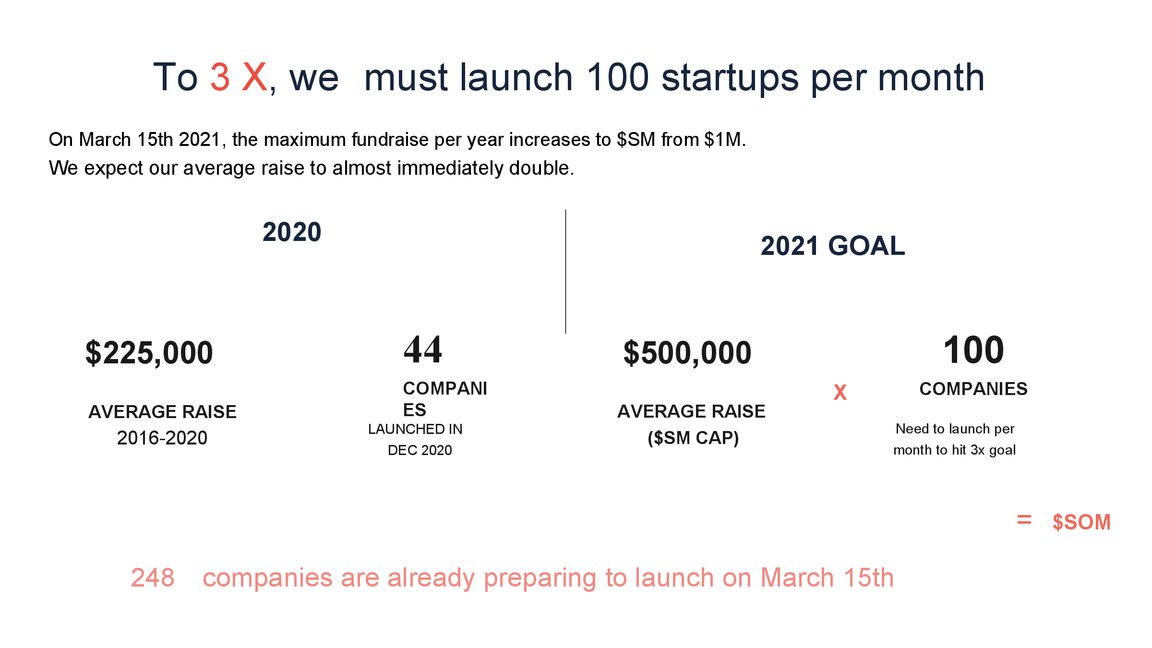 To 3 X, we must launch 100 startups per month
On March 15th 2021, the maximum fundraise per year increases to $SM from $1M.
We expect our average raise to almost immediately double.
2020
2021 GOAL
$225,000
44
COMPANI
ES
AVERAGE RAISE
2016-2020
LAUNCHED IN
DEC 2020
$500,000
AVERAGE RAISE
($SM CAP)
X
100
COMPANIES
Need to launch per
month to hit 3x goal
= $SOM
248 companies are already preparing to launch on March 15th